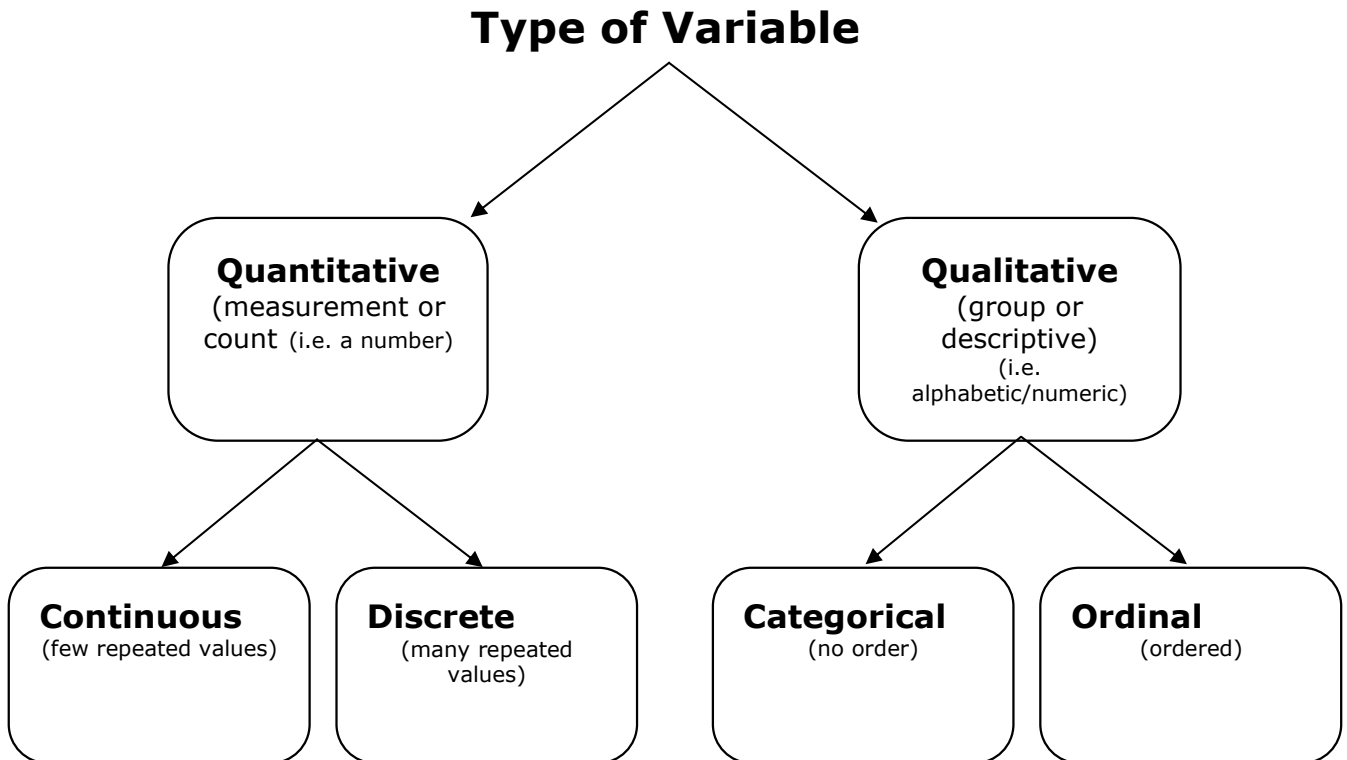 Type of Variable
Quantitative
(measurement or
count (i.e. a number)
Qualitative
(group or
descriptive)
(i.e.
alphabetic/numeric)
Continuous
(few repeated values)
Discrete
(many repeated
values)
Categorical
(no order)
Ordinal
(ordered)